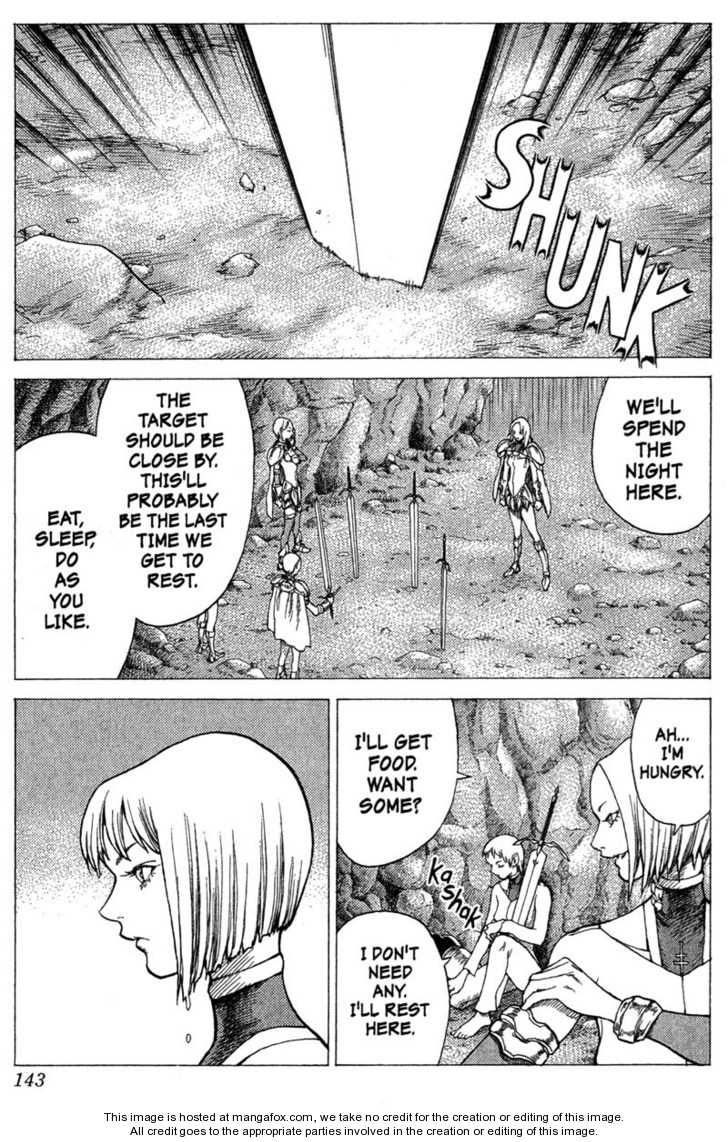 SHUNK
WE'LL
SPEND
THE
NIGHT
HERE.
THE
TARGET
SHOULD BE
CLOSE BY.
THIS'LL
PROBABLY
BE THE LAST
TIME WE
GET TO
REST.
EAT,
SLEEP,
DO
AS
YOU
LIKE.
AH...
I'M
HUNGRY.
I'LL GET
FOOD.
WANT
SOME?
Kashak
I DON'T
NEED
ANY.
I'LL REST
HERE.
143
This image is hosted at mangafox.com, we take no credit for the creation or editing of this image.
All credit goes to the appropriate parties involved in the creation or editing of this image.